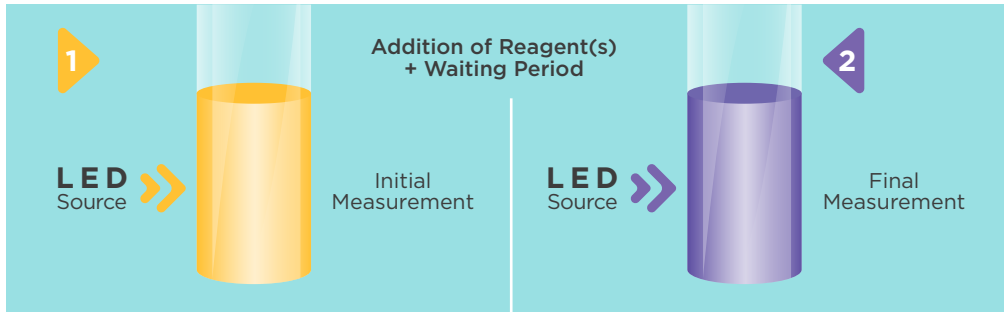 1
Addition of Reagent(s)
+ Waiting Period
2
LED
Source
Initial
Measurement
LED
Source
Final
Measurement